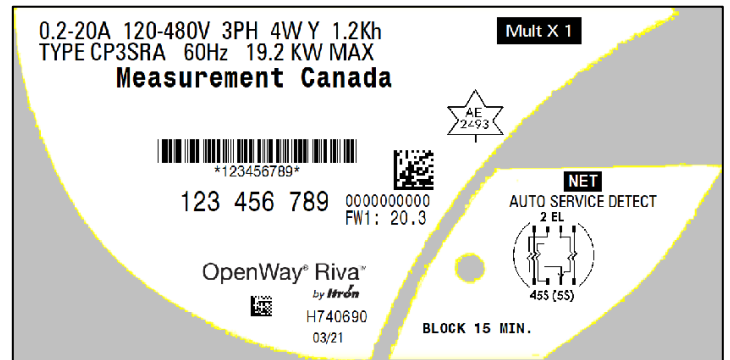 0.2-20A 120-480V 3PH 4W Y 1.2Kh
TYPE CP3SRA 60Hz 19.2 KW MAX
Measurement Canada
Mult X 1
AE
2493
*123456789*
123 456 789
0000000000
FW1: 20.3
OpenWay® Riva™
by Itrón
H740690
03/21
NET
AUTO SERVICE DETECT
2 EL
45S (5S)
BLOCK 15 MIN.